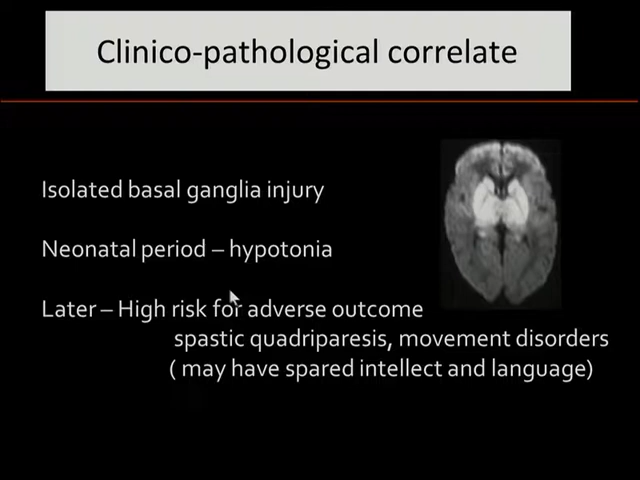 Clinico-pathological correlate
Isolated basal ganglia injury
Neonatal period – hypotonia
Later – High risk for adverse outcome
spastic quadriparesis, movement disorders
( may have spared intellect and language)